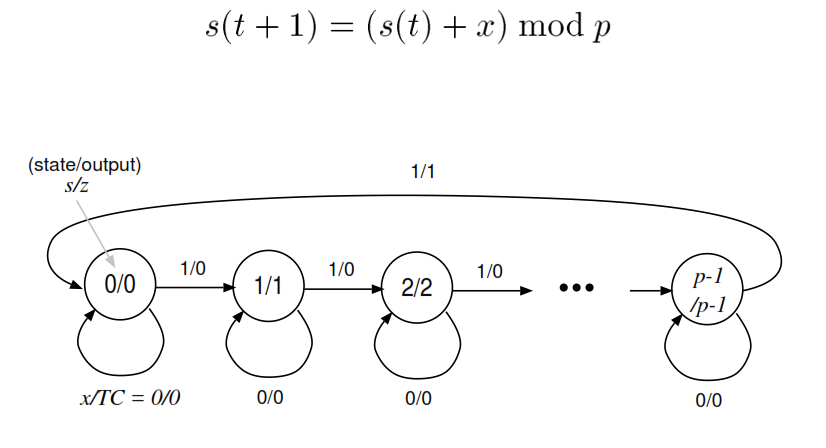 s(t + 1) = (s(t) + x) mod p
(state/output)
s/z
1/1
1/0
1/0
1/0
0/0
1/1
2/2
•••
p-1
/p-1
x/TC = 0/0
0/0
0/0
0/0